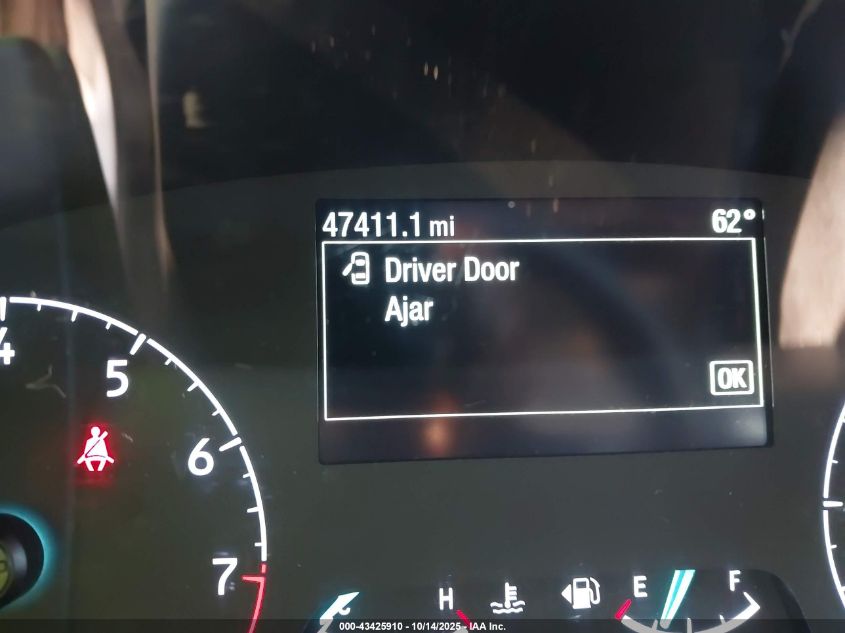 47411.1 mi 62°
Driver Door
Ajar
OK
4
5
6
7
H
E F
000-43425910 - 10/14/2025 - IAA Inc.